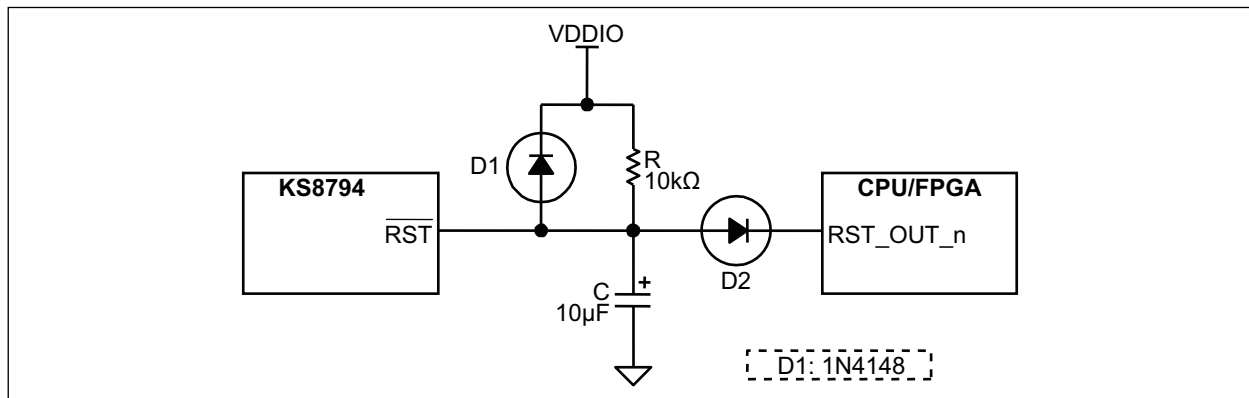 VDDIO
D1
R
10kΩ
KS8794
RST
CPU/FPGA
RST_OUT_n
D2
C
+
10µF
D1: 1N4148